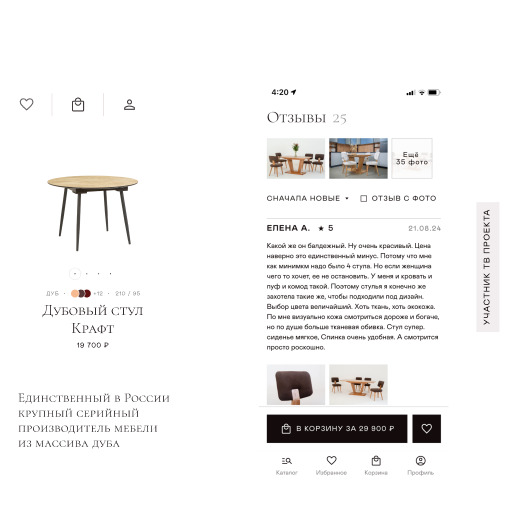 ДУБ
+12
210 / 95
Дубовый стул
Крафт
19 700 ₽
Единственный в России
крупный серийный
производитель мебели
из массива дуба
4:20
Отзывы 25
Ещё
35 фото
СНАЧАЛА НОВЫЕ
ОТЗЫВ С ФОТО
ЕЛЕНА А. ★ 5
21.08.24
Какой же он балдежный. Ну очень красивый. Цена
наверно это единственный минус. Потому что мне
как минимкм надо было 4 стула. Но если женщина
чего то хочет, ее не остановить. У меня и кровать и
пуф и комод такой. Поэтому стулья я конечно же
захотела такие же, чтобы подходили под дизайн.
Выбор цвета величайший. Хоть ткань, хоть экокожа.
По мне визуально кожа смотриться дороже и богаче,
но по душе больше тканевая обивка. Стул супер.
сиденье мягкое, Спинка очень удобная. А смотрится
просто роскошно.
В КОРЗИНУ ЗА 29 900 ₽
Каталог
Избранное
Корзина
Профиль
УЧАСТНИК ТВ ПРОЕКТА